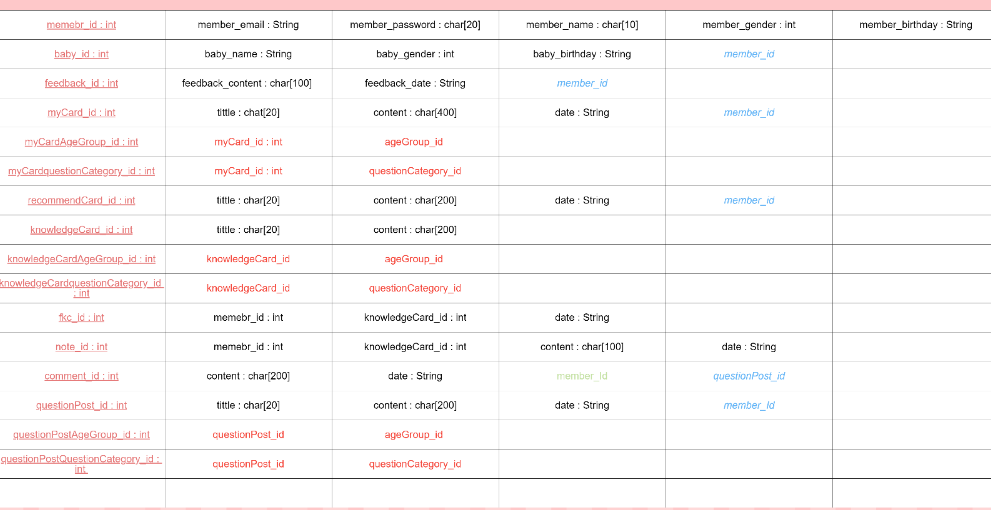 memebr_id : int member_email : String member_password : char[20] member_name : char[10] member_gender : int member_birthday : String
baby_id : int baby_name : String baby_gender : int baby_birthday : String member_id
feedback_id : int feedback_content : char[100] feedback_date : String member_id
myCard_id : int tittle : chat[20] content : char[400] date : String member_id
myCardAgeGroup_id : int myCard_id : int ageGroup_id
myCardquestionCategory_id : int myCard_id : int questionCategory_id
recommendCard_id : int tittle : char[20] content : char[200] date : String member_id
knowledgeCard_id : int tittle : char[20] content : char[200]
knowledgeCardAgeGroup_id : int knowledgeCard_id ageGroup_id
knowledgeCardquestionCategory_id
: int knowledgeCard_id questionCategory_id
fkc_id : int memebr_id : int knowledgeCard_id : int date : String
note_id : int memebr_id : int knowledgeCard_id : int content : char[100] date : String
comment_id : int content : char[200] date : String member_Id questionPost_id
questionPost_id : int tittle : char[20] content : char[200] date : String member_Id
questionPostAgeGroup_id : int questionPost_id ageGroup_id
questionPostQuestionCategory_id :
int questionPost_id questionCategory_id